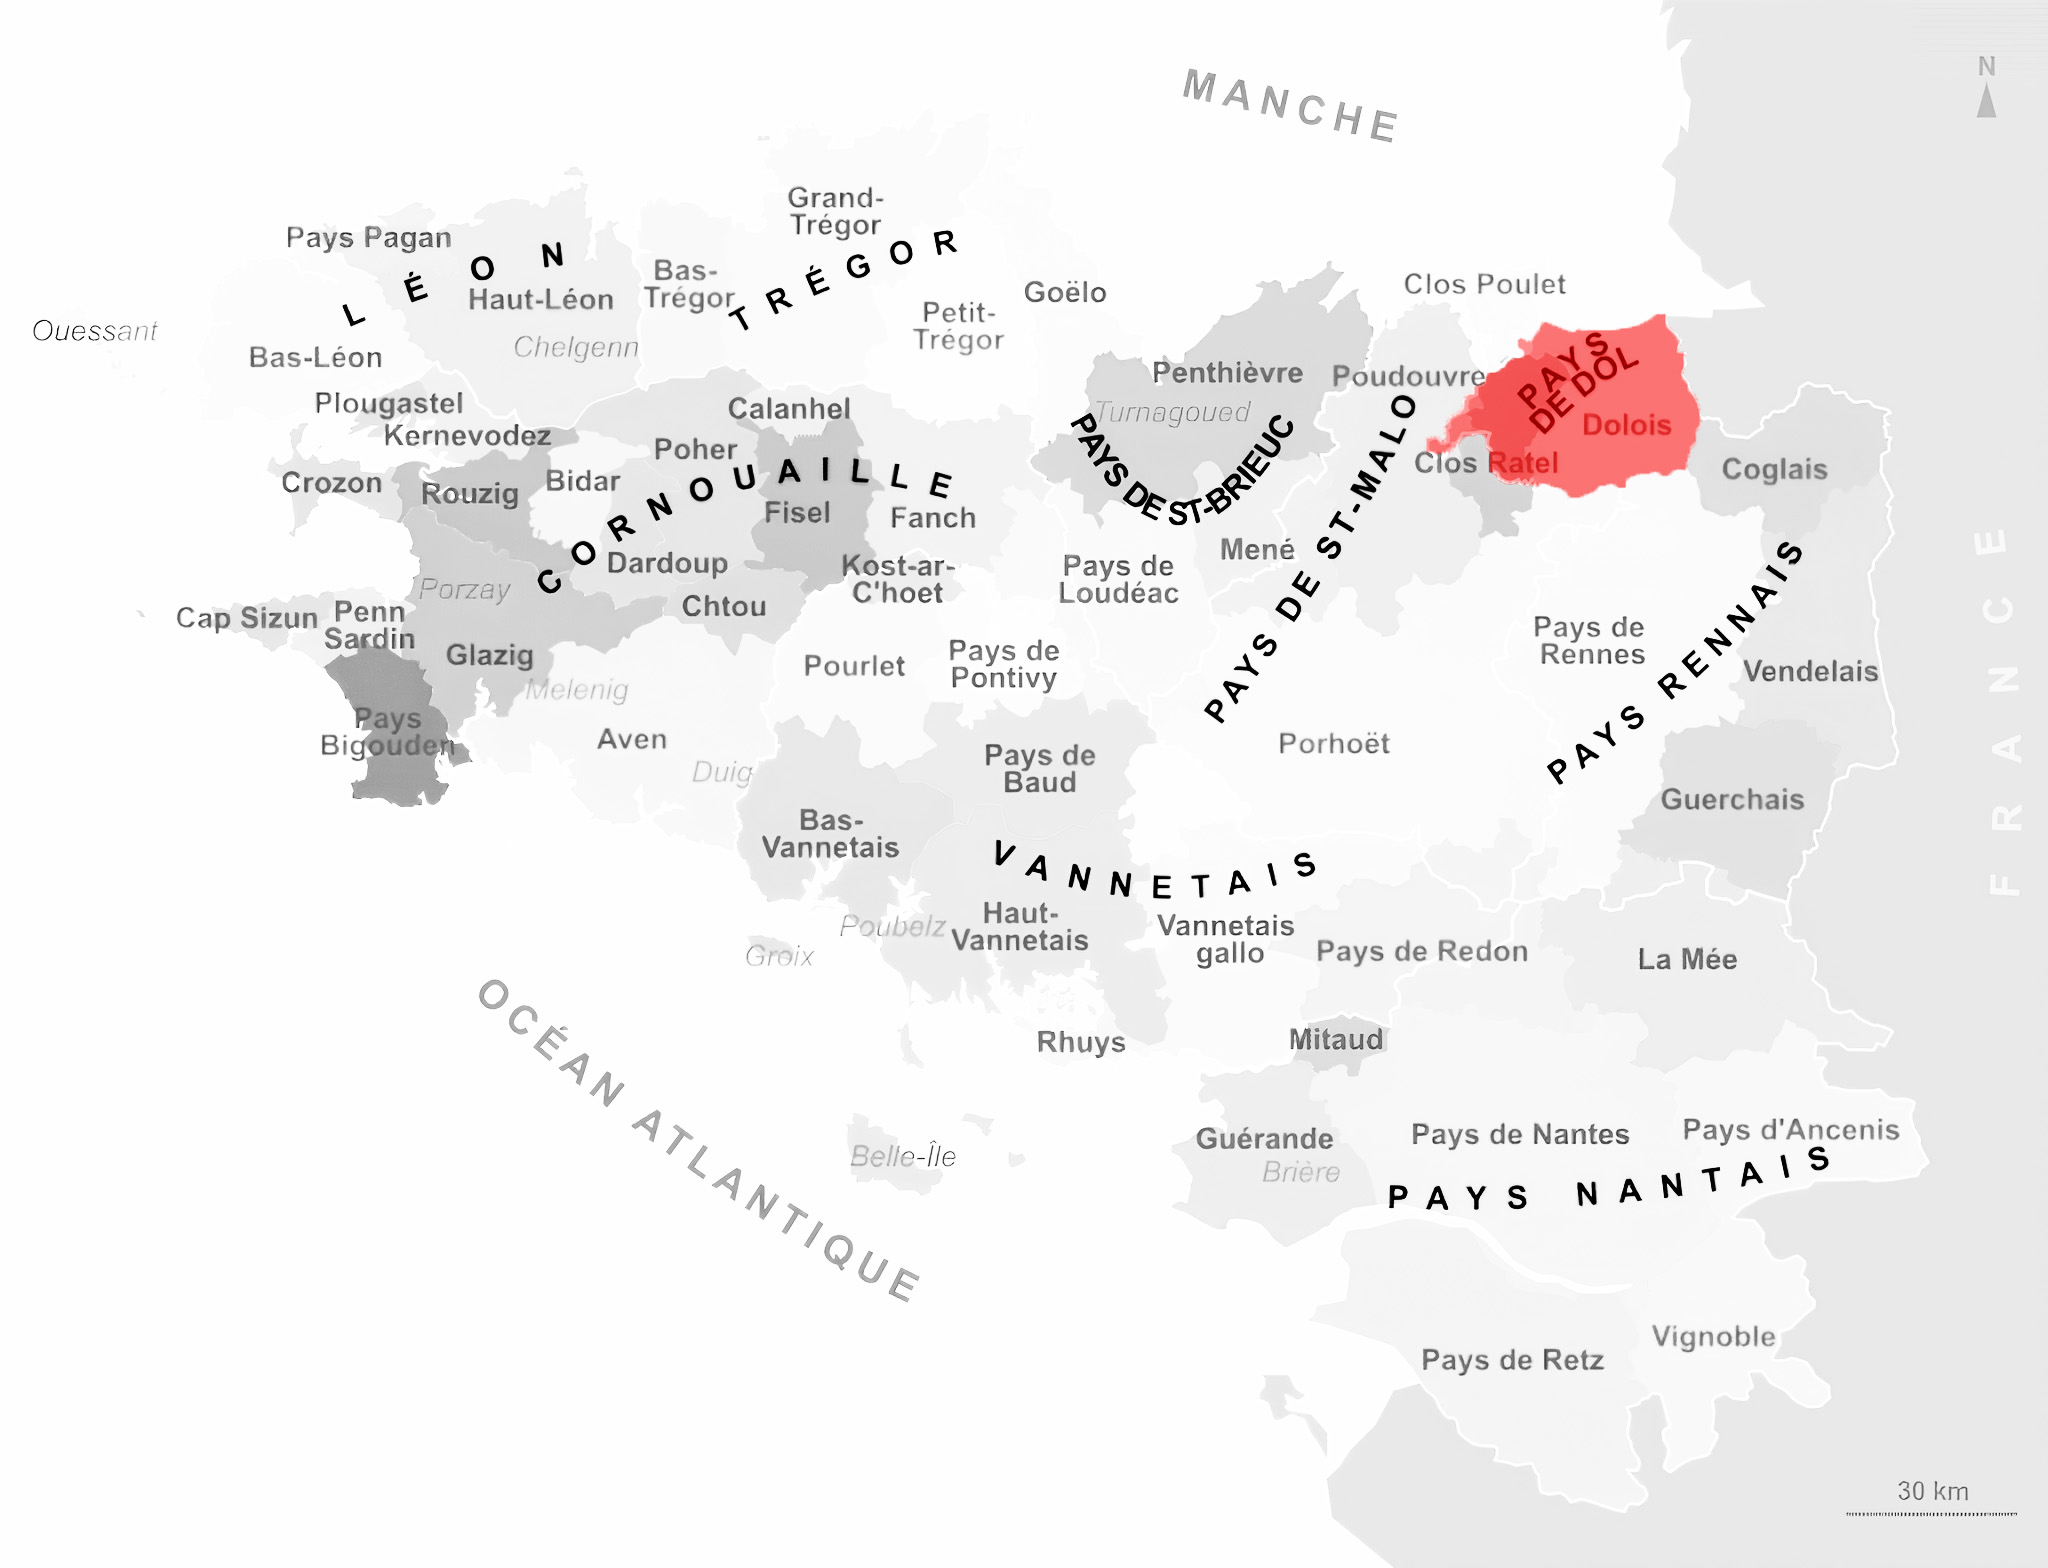 N
MANCHE
Grand-
Trégor
Pays Pagan
LÉON
TRÉGOR
Bas-
Trégor
Haut-Léon
Goëlo
Clos Poulet
Petit-
Trégor
Ouessant
Chelgenn
Bas-Léon
PAYS
DE DOL
Penthièvre
Poudouvre
Turnagoued
Plougastel
Calanhel
Dolois
Kernevodez
Poher
PAYS DE ST-BRIEUC
PAYS DE ST-MALO
Clos Ratel
Coglais
Crozon
Rouzig
Bidar
CORNOUAILLE
Fisel
Fanch
Mené
Dardoup
Kost-ar-
C'hoet
Pays de
Loudéac
Porzay
Chtou
FRANCE
Cap Sizun
Penn
Sardin
Glazig
Pourlet
Pays de
Pontivy
Pays de
Rennes
PAYS RENNAIS
Vendelais
Melenig
Pays
Bigouden
Aven
Duig
Pays de
Baud
Porhoët
Guerchais
Bas-
Vannetais
VANNETAIS
Poubelz
Haut-
Vannetais
Vannetais
gallo
Groix
Pays de Redon
La Mée
OCÉAN ATLANTIQUE
Rhuys
Mitaud
Belle-Île
Guérande
Brière
Pays de Nantes
Pays d'Ancenis
PAYS NANTAIS
Vignoble
Pays de Retz
30 km